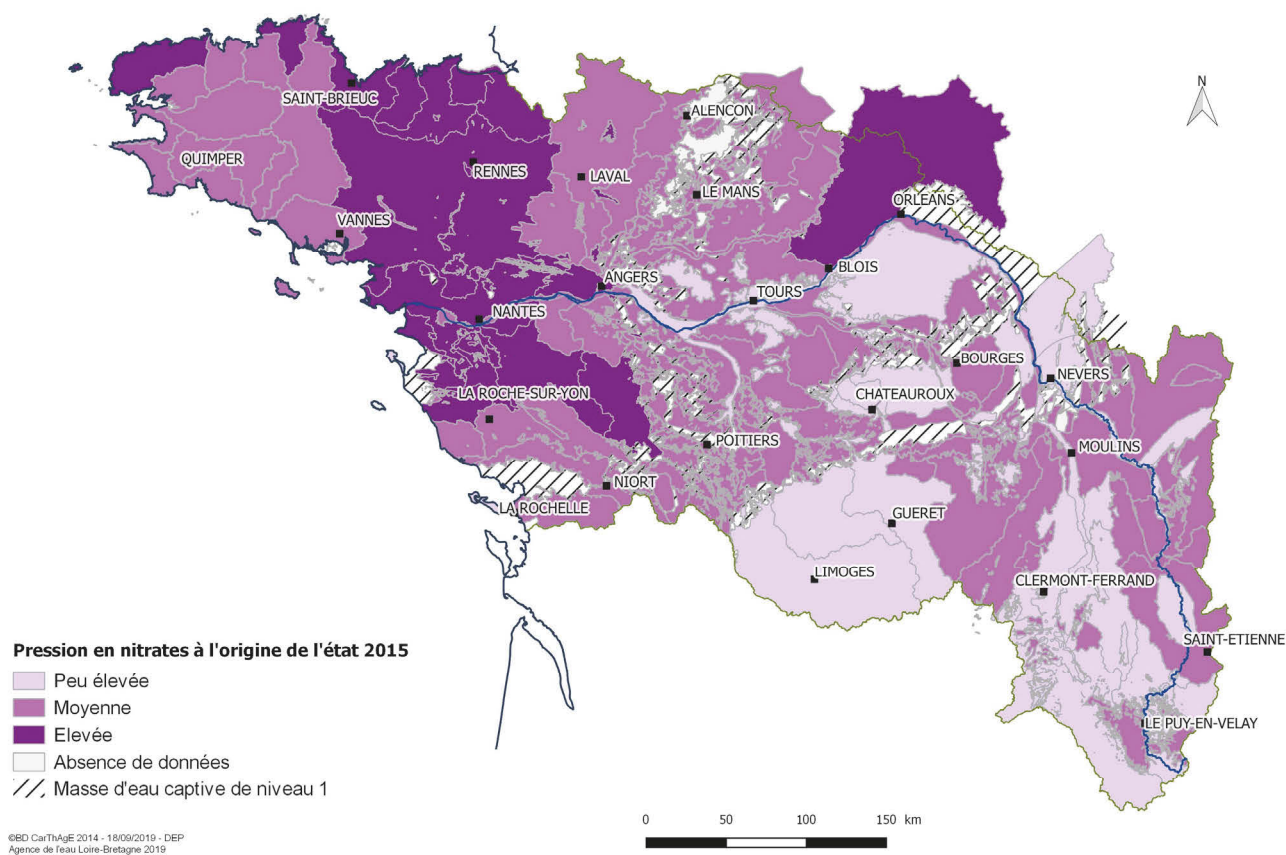 N
SAINT-BRIEUC
ALENCON
QUIMPER
RENNES
LAVAL
LE MANS
ORLEANS
VANNES
BLOIS
ANGERS
TOURS
NANTES
BOURGES
NEVERS
LA ROCHE-SUR-YON
CHATEAUROUX
POITIERS
MOULINS
NIORT
LA ROCHELLE
GUERET
LIMOGES
CLERMONT-FERRAND
SAINT-ETIENNE
LE PUY-EN-VELAY
Pression en nitrates à l'origine de l'état 2015
Peu élevée
Moyenne
Elevée
Absence de données
Masse d'eau captive de niveau 1
0 50 100 150 km
©BD CarThAgE 2014 - 18/09/2019 - DEP
Agence de l'eau Loire-Bretagne 2019